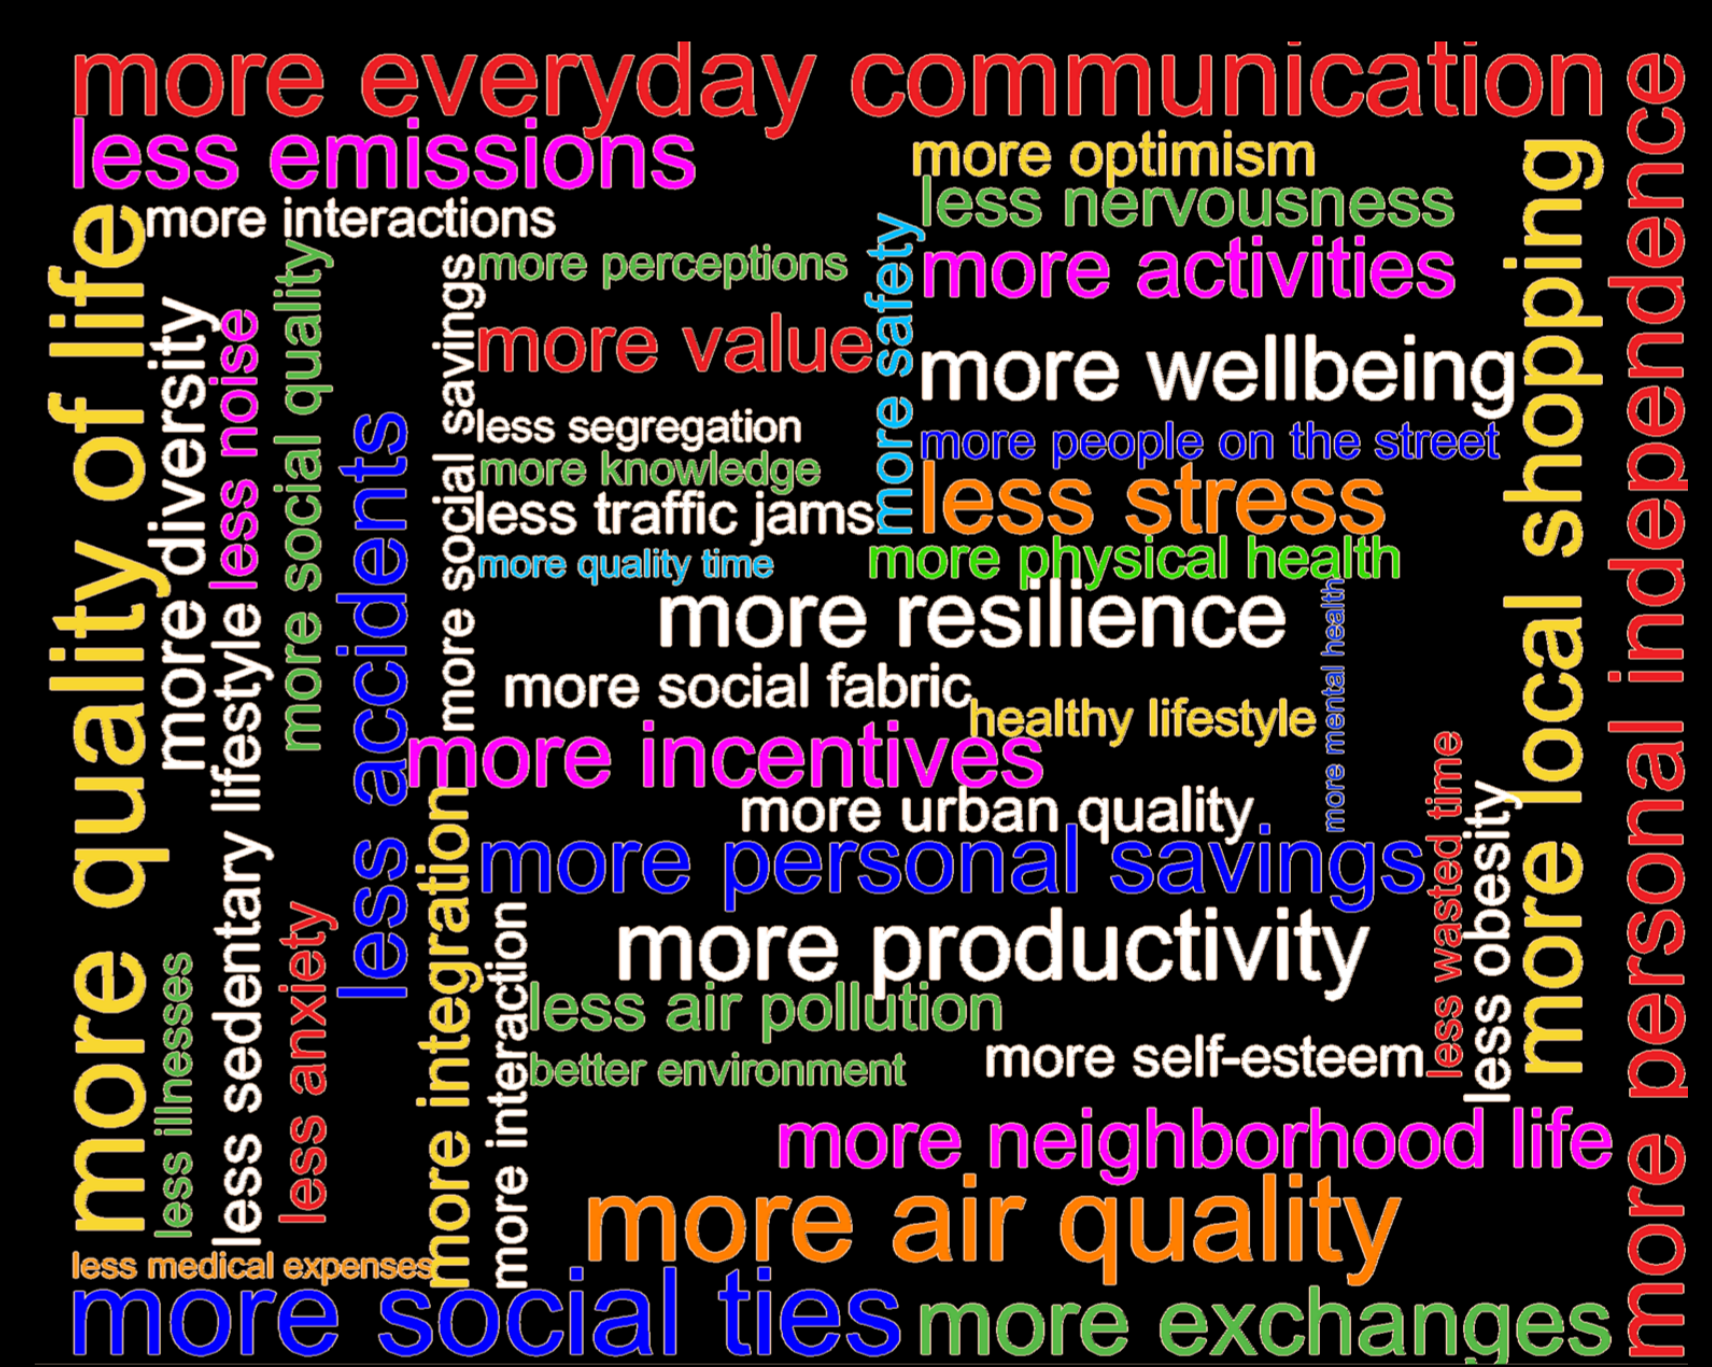 more everyday communication
less emissions
more optimism
less nervousness
more interactions
more perceptions
more activities
more value
more wellbeing
less segregation
more people on the street
more knowledge
less stress
less traffic jams
more physical health
more quality time
more resilience
more social fabric
healthy lifestyle
more incentives
more urban quality
more personal savings
more productivity
less air pollution
more self-esteem
better environment
more neighborhood life
more air quality
less medical expenses
more social ties
more exchanges
more quality of life
more diversity
less illnesses
less noise
less sedentary lifestyle
more social quality
less anxiety
less accidents
more social savings
more integration
more interaction
more safety
more mental health
less wasted time
less obesity
more local shopping
more personal independence